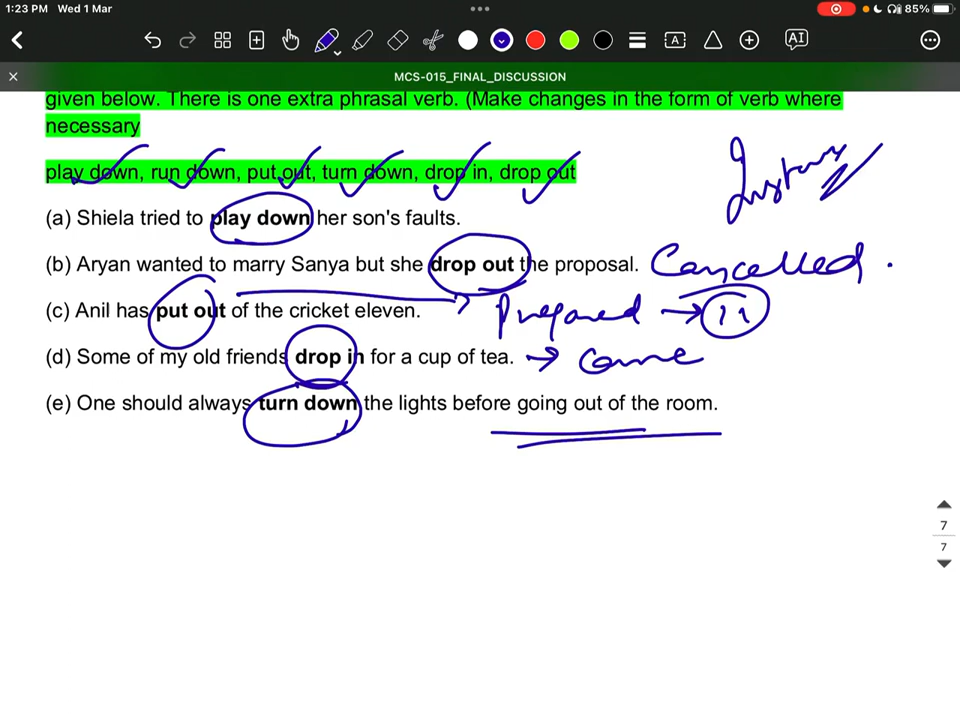 1:23 PM Wed 1 Mar
85%
AI
MCS-015_FINAL_DISCUSSION
given below. There is one extra phrasal verb. (Make changes in the form of verb where
necessary
play down, run down, put out, turn down, drop in, drop out
(a) Shiela tried to play down her son's faults.
(b) Aryan wanted to marry Sanya but she drop out the proposal. Cancelled.
(c) Anil has put out of the cricket eleven. Prepared → 11
(d) Some of my old friends drop in for a cup of tea. → Came
(e) One should always turn down the lights before going out of the room.
7
7